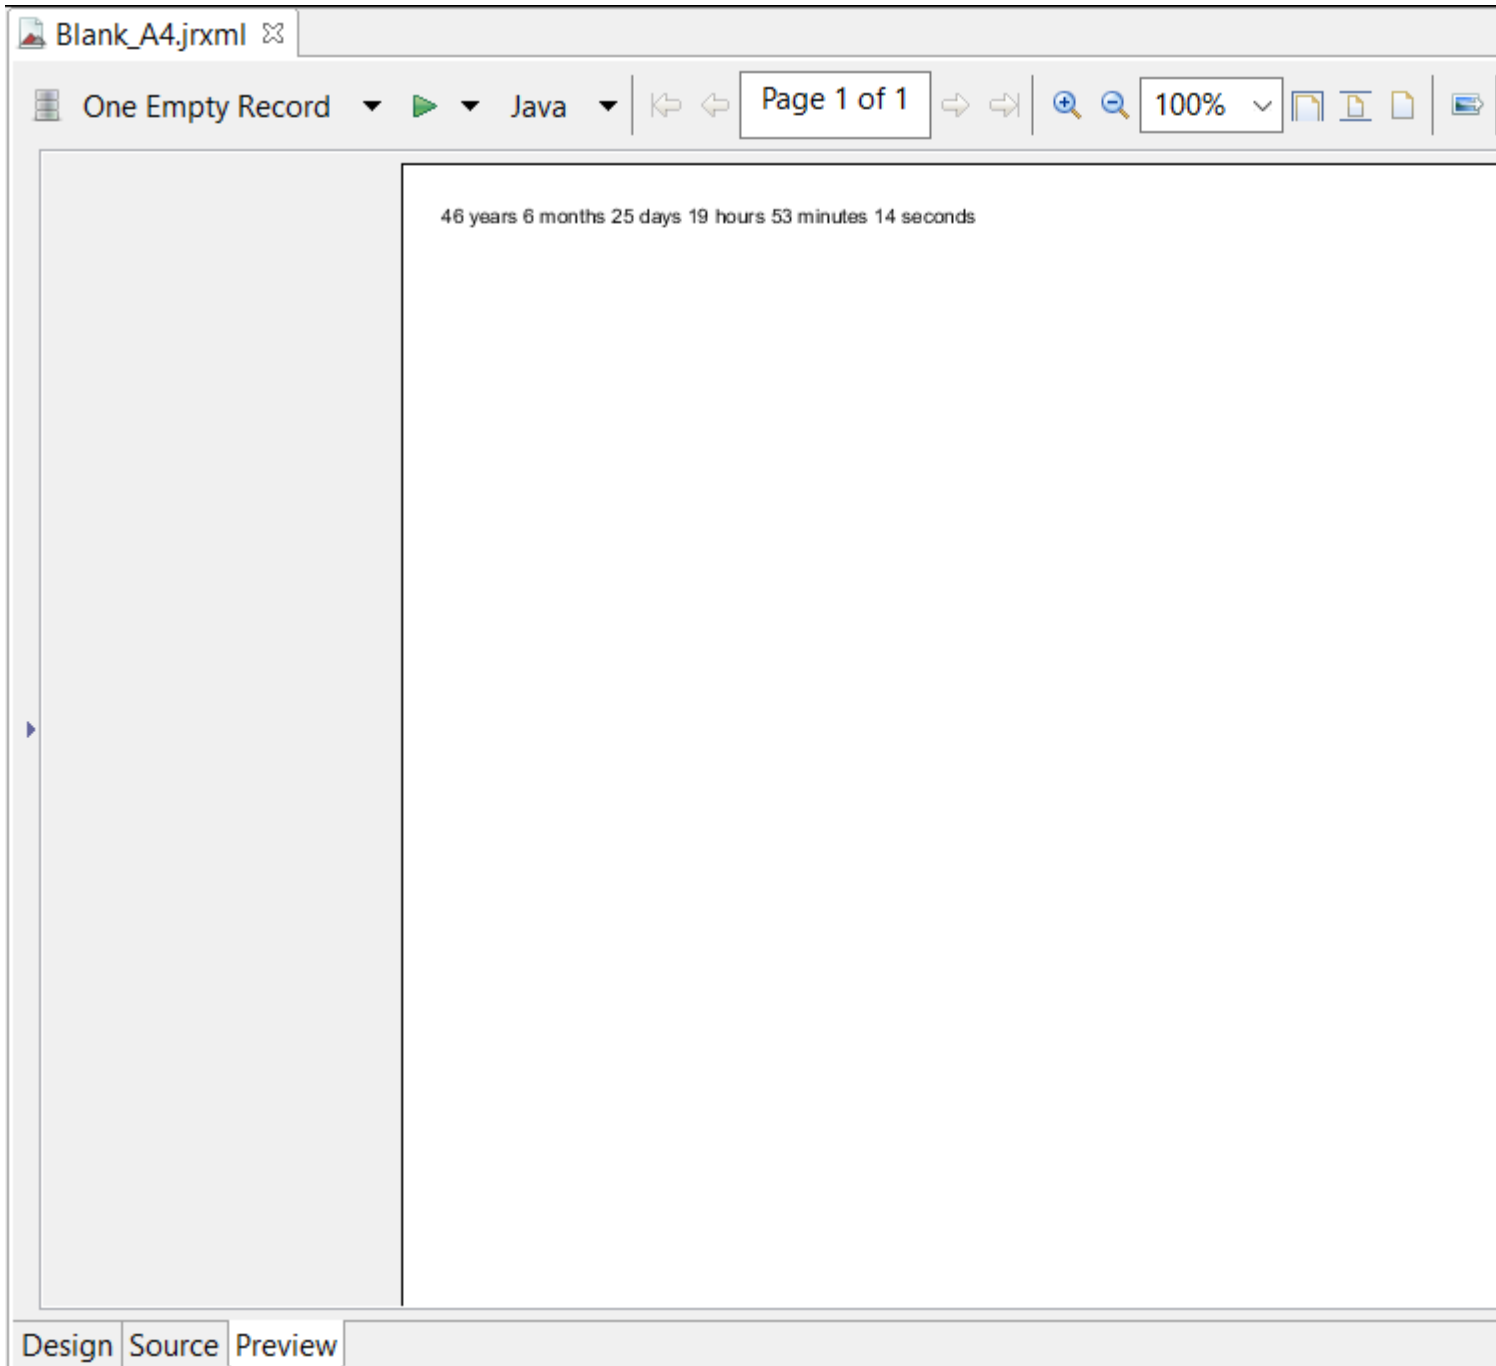 Blank_A4.jrxml
One Empty Record Java Page 1 of 1 100%
46 years 6 months 25 days 19 hours 53 minutes 14 seconds
Design Source Preview